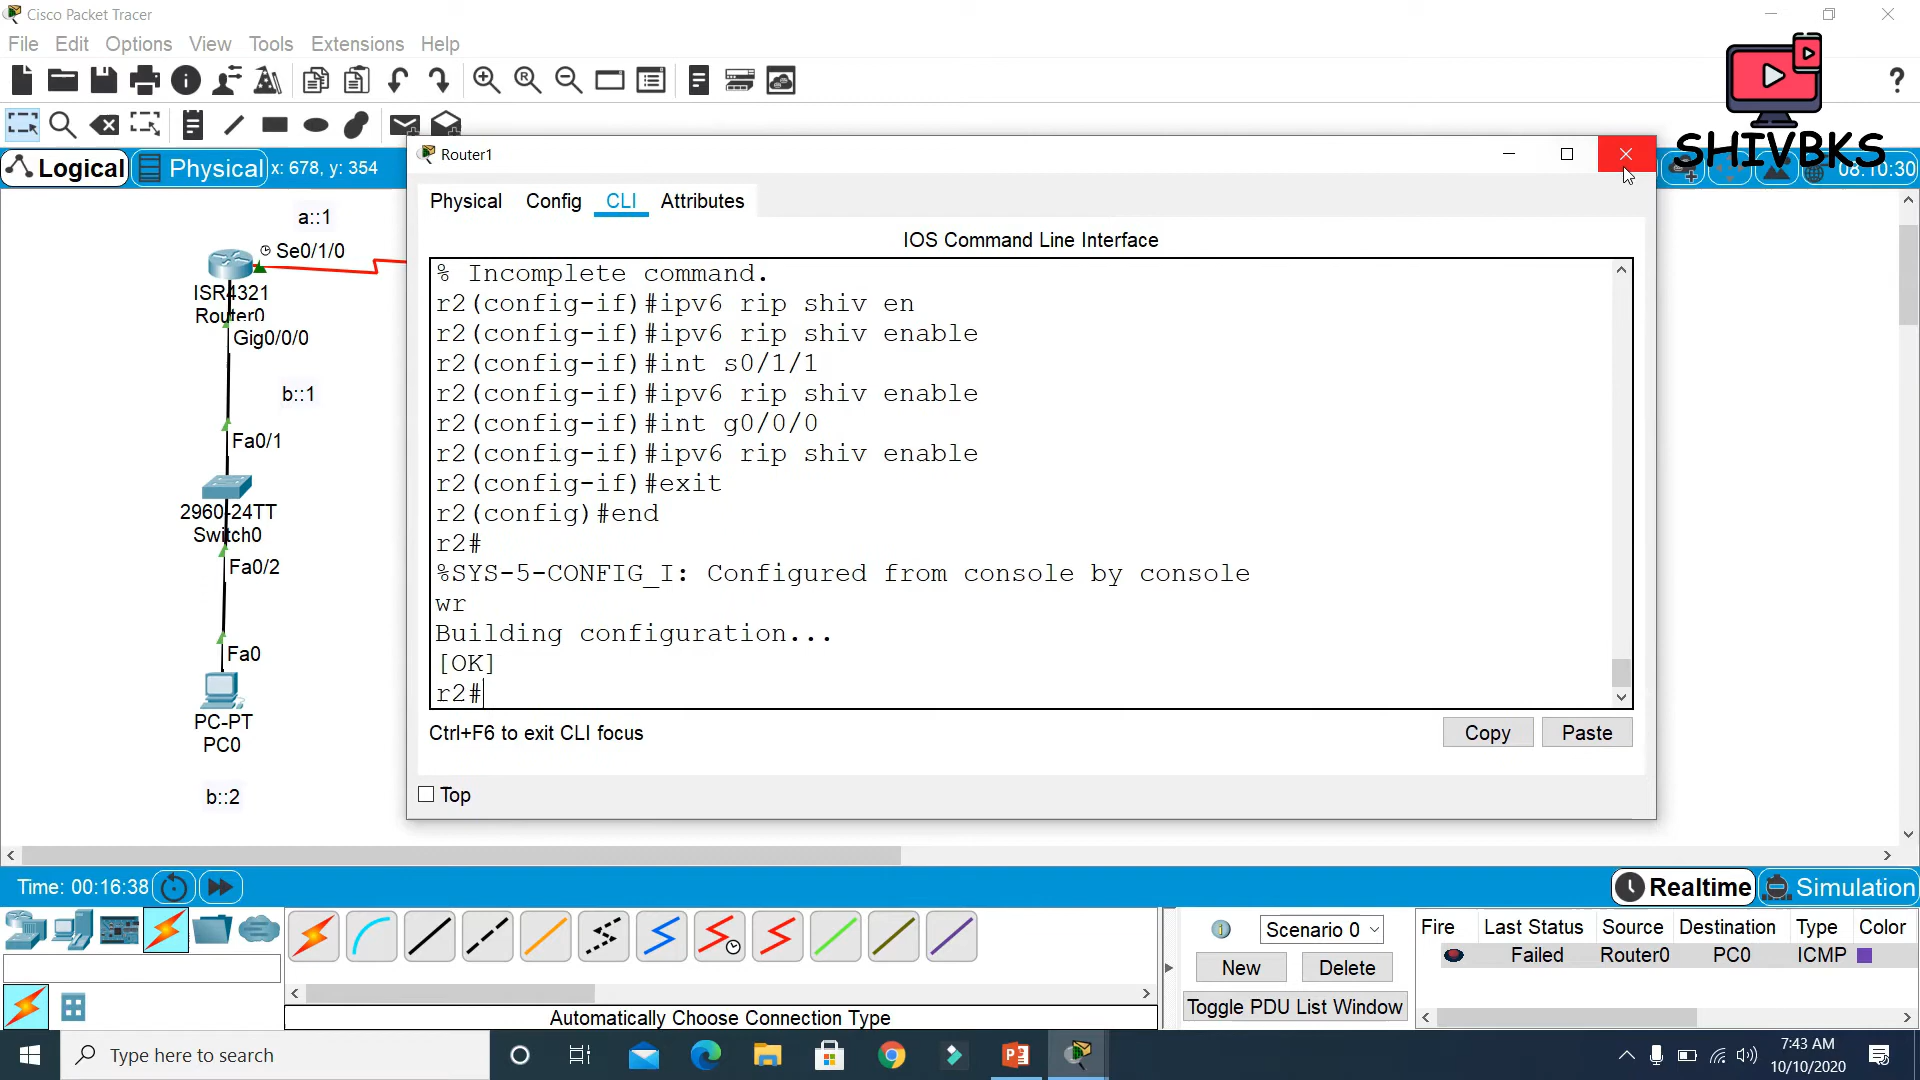 Cisco Packet Tracer
File Edit Options View Tools Extensions Help
?
SHIVBKS
Logical Physical x: 678, y: 354
08:10:30
Router1
Physical Config CLI Attributes
IOS Command Line Interface
% Incomplete command.
r2(config-if)#ipv6 rip shiv en
r2(config-if)#ipv6 rip shiv enable
r2(config-if)#int s0/1/1
r2(config-if)#ipv6 rip shiv enable
r2(config-if)#int g0/0/0
r2(config-if)#ipv6 rip shiv enable
r2(config-if)#exit
r2(config)#end
r2#
%SYS-5-CONFIG_I: Configured from console by console
wr
Building configuration...
[OK]
r2#
Ctrl+F6 to exit CLI focus
Copy Paste
Top
a::1
Se0/1/0
ISR4321
Router0
Gig0/0/0
b::1
Fa0/1
2960-24TT
Switch0
Fa0/2
Fa0
PC-PT
PC0
b::2
Time: 00:16:38
Realtime Simulation
Scenario 0
New Delete
Toggle PDU List Window
Fire Last Status Source Destination Type Color
Failed Router0 PC0 ICMP
Automatically Choose Connection Type
Type here to search
7:43 AM
10/10/2020